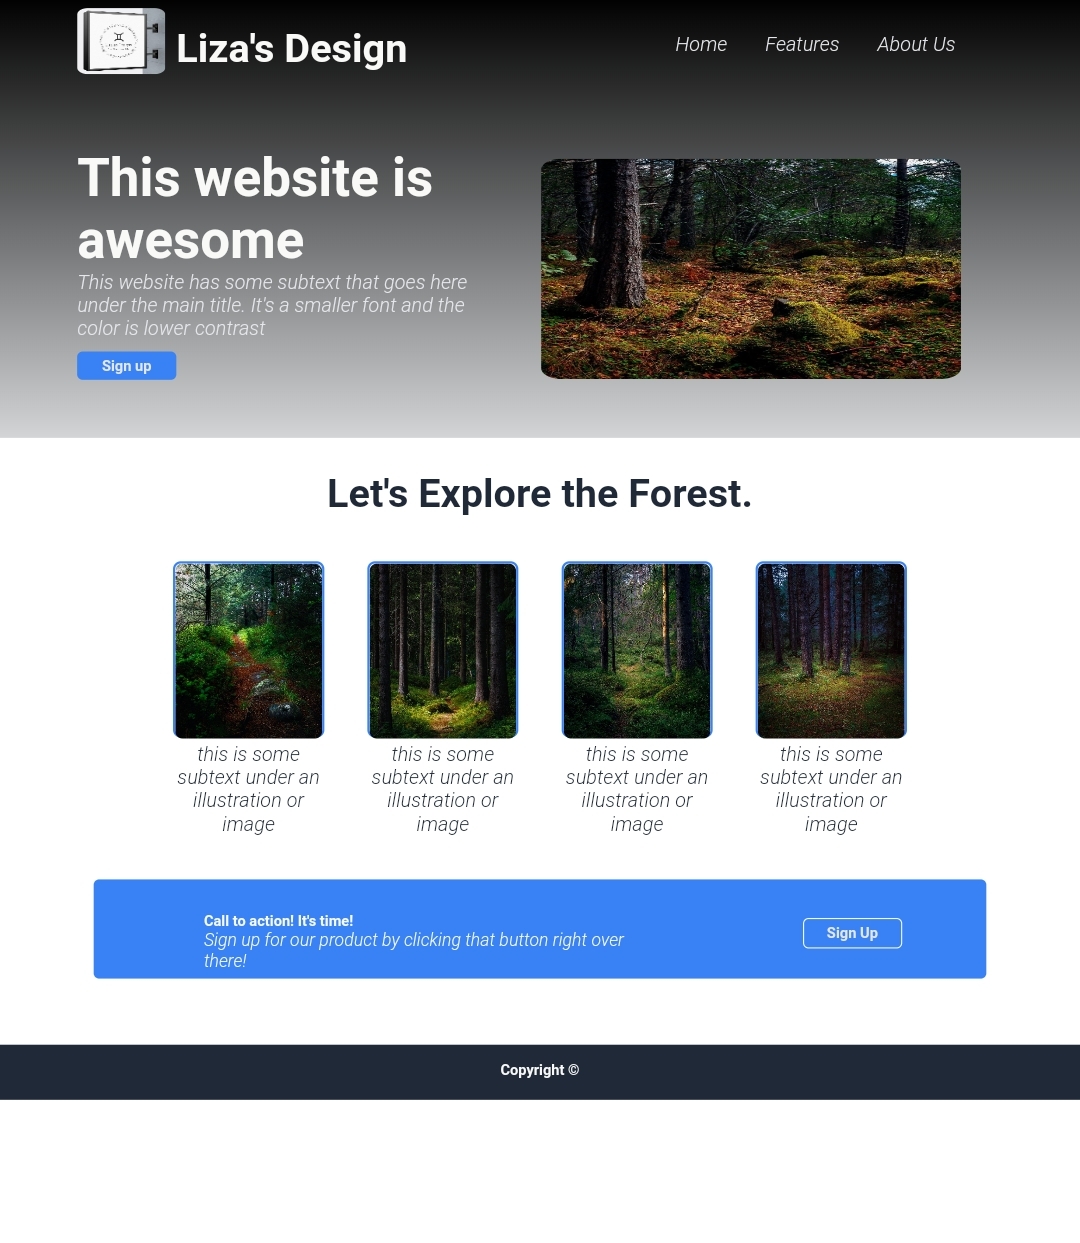 Liza's Design
Home Features About Us
This website is
awesome
This website has some subtext that goes here
under the main title. It's a smaller font and the
color is lower contrast
Sign up
Let's Explore the Forest.
this is some
subtext under an
illustration or
image
this is some
subtext under an
illustration or
image
this is some
subtext under an
illustration or
image
this is some
subtext under an
illustration or
image
Call to action! It's time!
Sign up for our product by clicking that button right over
there!
Sign Up
Copyright ©